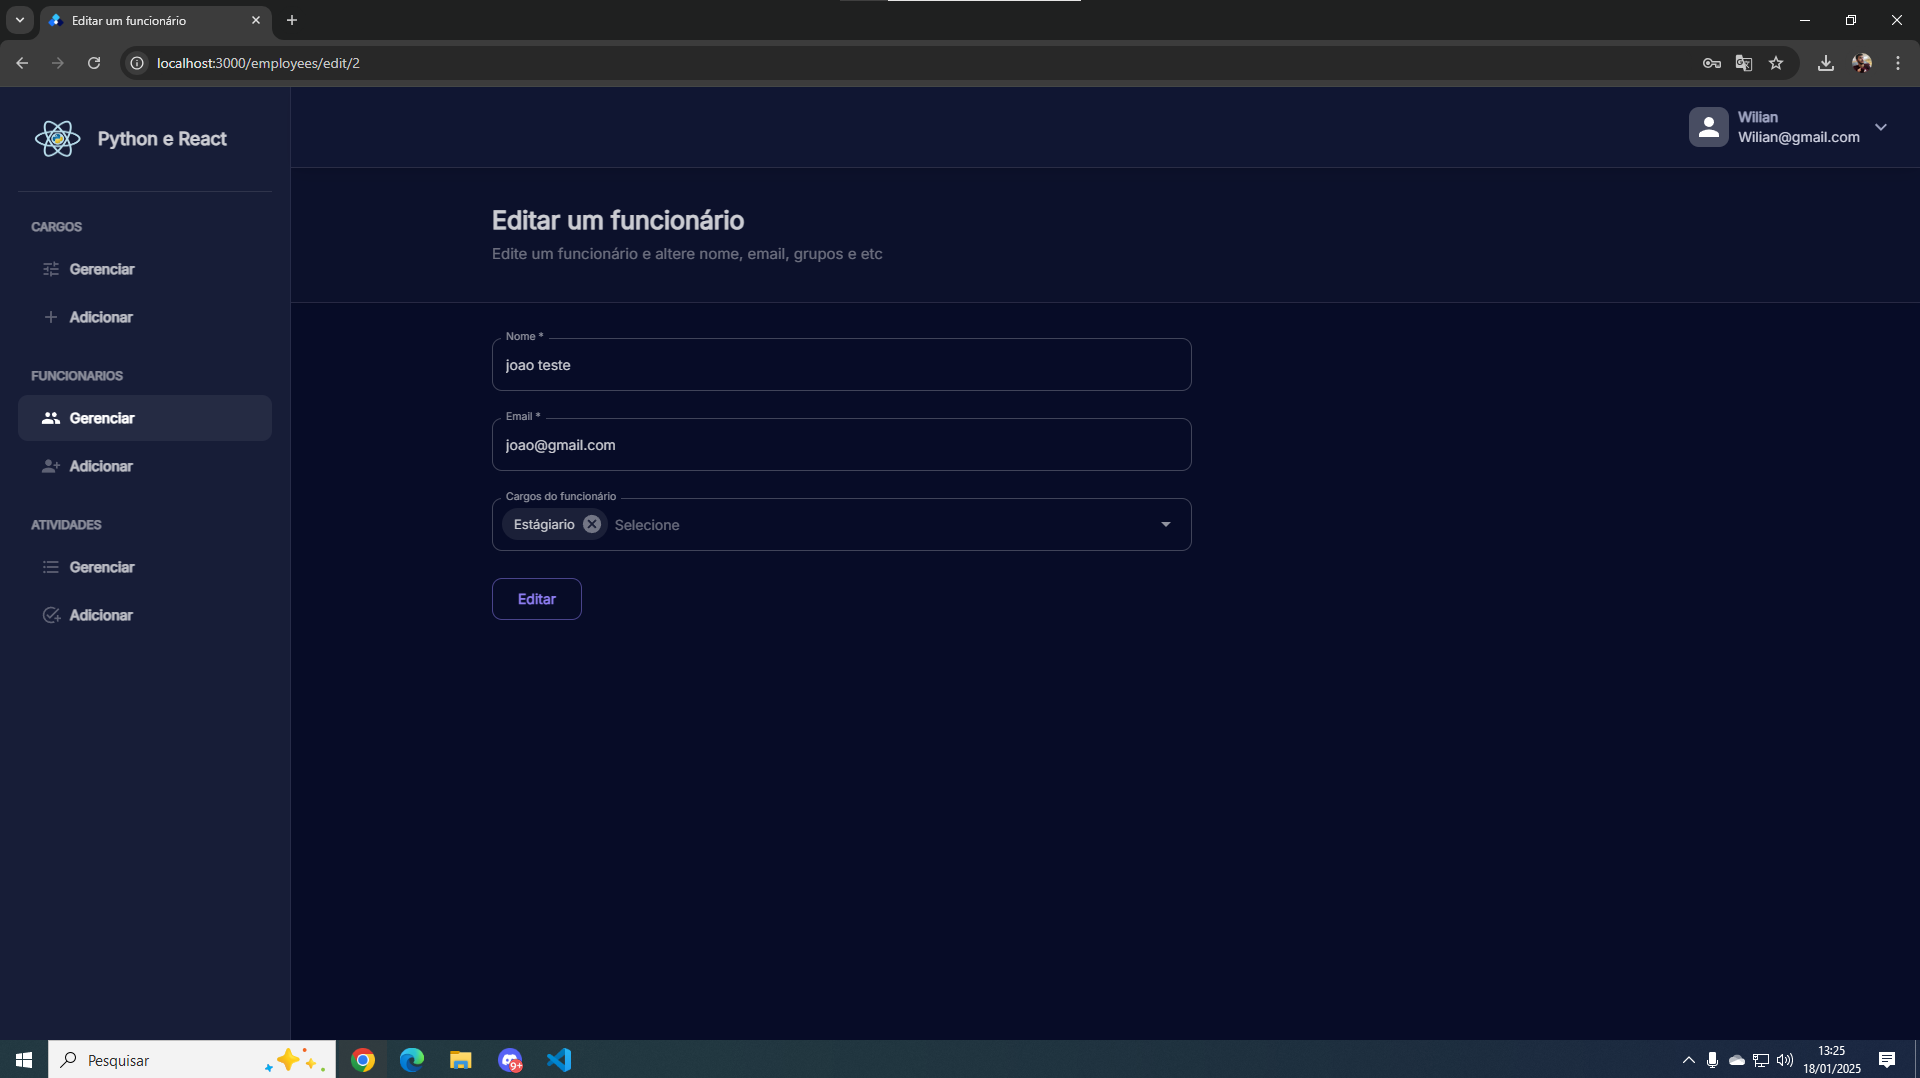 Editar um funcionário
localhost:3000/employees/edit/2
Python e React
Wilian
Wilian@gmail.com
CARGOS
Gerenciar
Adicionar
FUNCIONARIOS
Gerenciar
Adicionar
ATIVIDADES
Gerenciar
Adicionar
Editar um funcionário
Edite um funcionário e altere nome, email, grupos e etc
Nome *
joao teste
Email *
joao@gmail.com
Cargos do funcionário
Estágiario Selecione
Editar
Pesquisar
9+
13:25
18/01/2025